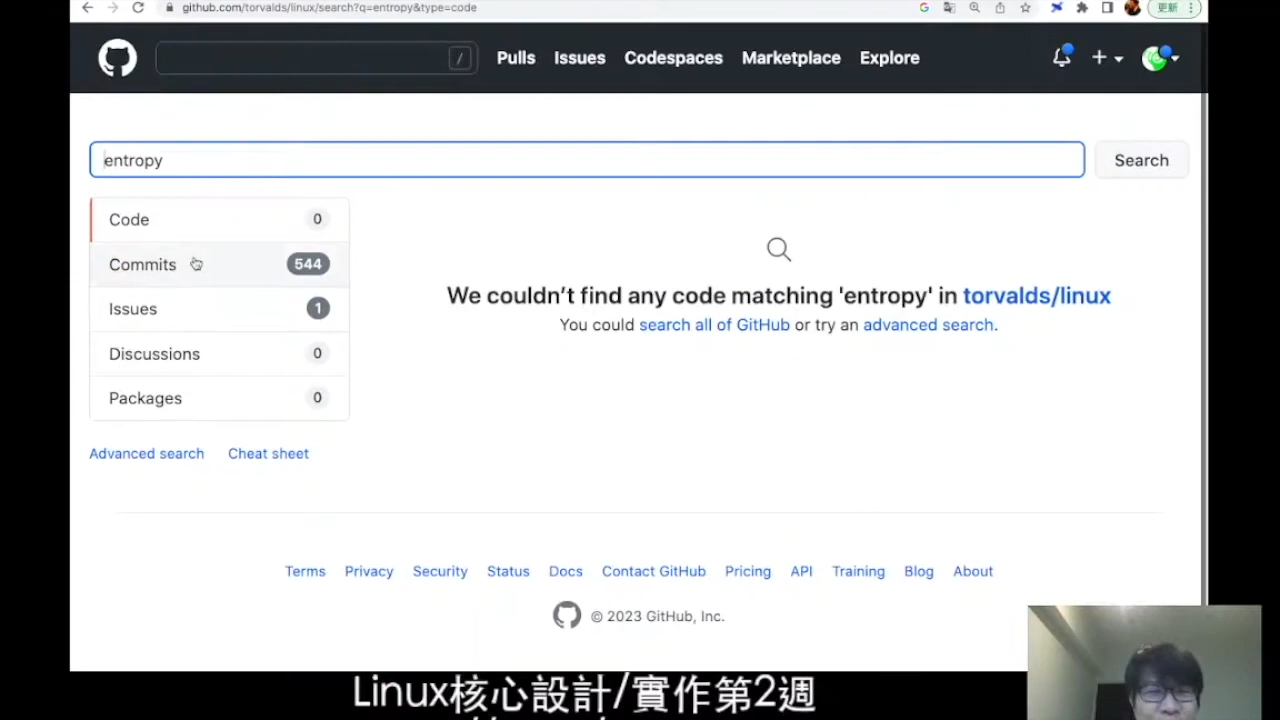 github.com/torvalds/linux/search?q=entropy&type=code
更新
/
Pulls Issues Codespaces Marketplace Explore
entropy
Search
Code 0
Commits 544
Issues 1
Discussions 0
Packages 0
Advanced search Cheat sheet
We couldn't find any code matching 'entropy' in torvalds/linux
You could search all of GitHub or try an advanced search.
Terms Privacy Security Status Docs Contact GitHub Pricing API Training Blog About
© 2023 GitHub, Inc.
Linux核心設計/實作第2週